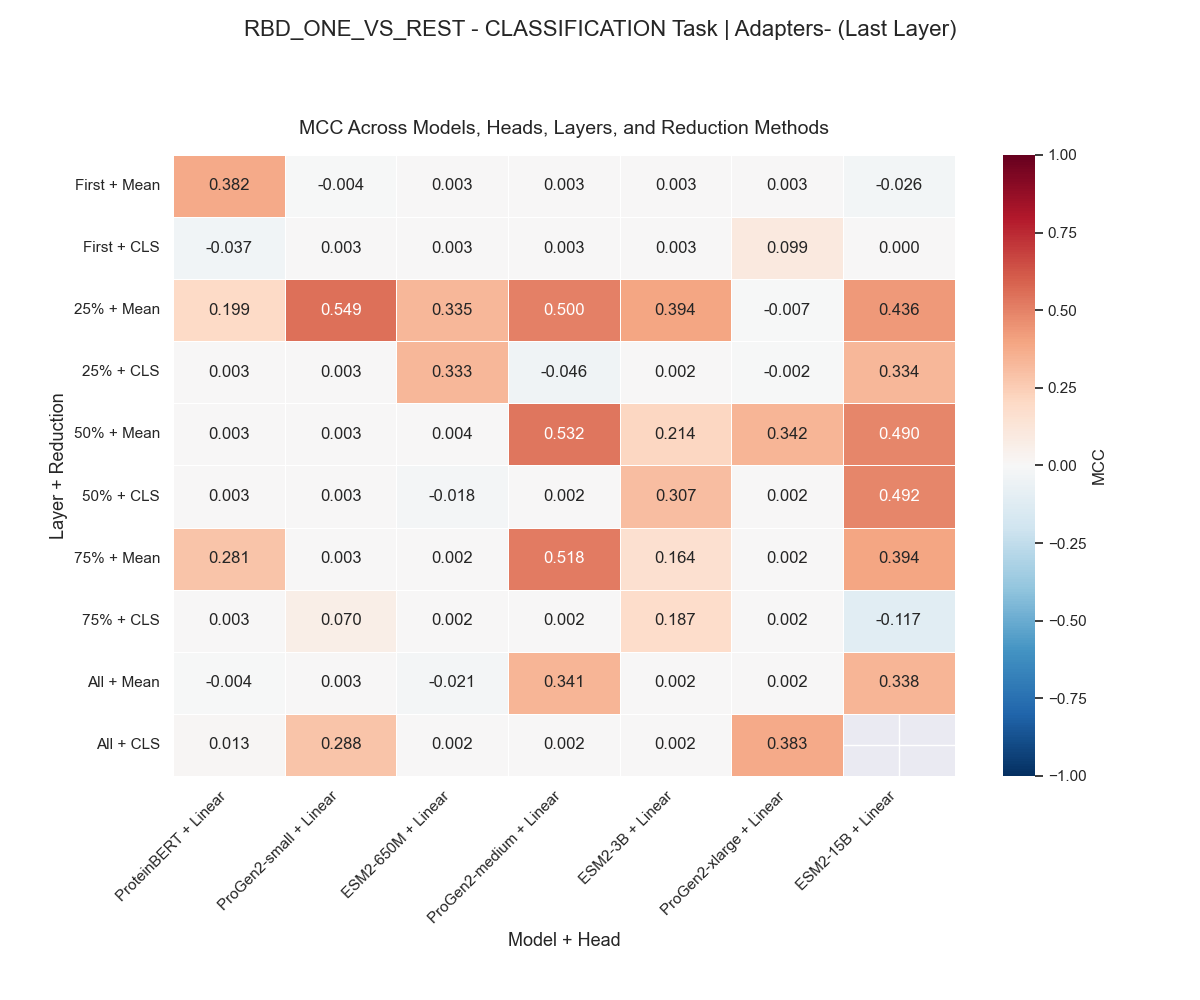 RBD_ONE_VS_REST - CLASSIFICATION Task | Adapters- (Last Layer)
MCC Across Models, Heads, Layers, and Reduction Methods
First + Mean 0.382 -0.004 0.003 0.003 0.003 0.003 -0.026
First + CLS -0.037 0.003 0.003 0.003 0.003 0.099 0.000
25% + Mean 0.199 0.549 0.335 0.500 0.394 -0.007 0.436
25% + CLS 0.003 0.003 0.333 -0.046 0.002 -0.002 0.334
50% + Mean 0.003 0.003 0.004 0.532 0.214 0.342 0.490
50% + CLS 0.003 0.003 -0.018 0.002 0.307 0.002 0.492
75% + Mean 0.281 0.003 0.002 0.518 0.164 0.002 0.394
75% + CLS 0.003 0.070 0.002 0.002 0.187 0.002 -0.117
All + Mean -0.004 0.003 -0.021 0.341 0.002 0.002 0.338
All + CLS 0.013 0.288 0.002 0.002 0.002 0.383
Layer + Reduction
ProteinBERT + Linear
ProGen2-small + Linear
ESM2-650M + Linear
ProGen2-medium + Linear
ESM2-3B + Linear
ProGen2-xlarge + Linear
ESM2-15B + Linear
Model + Head
1.00
0.75
0.50
0.25
0.00
−0.25
−0.50
−0.75
−1.00
MCC